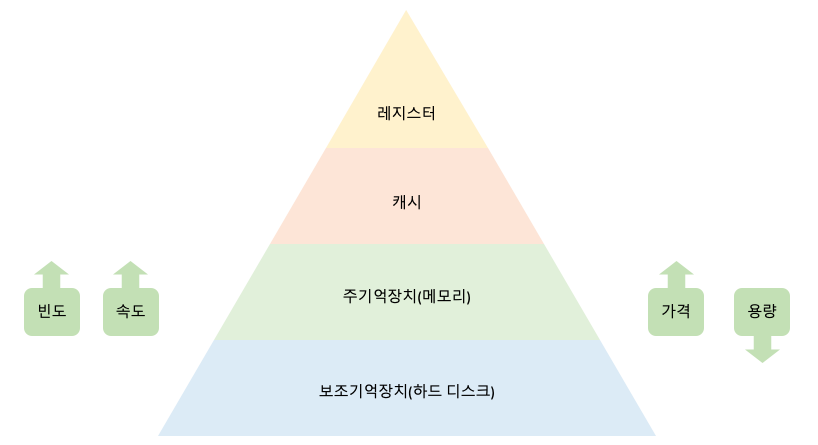 레지스터
캐시
주기억장치(메모리)
빈도
속도
가격
용량
보조기억장치(하드 디스크)